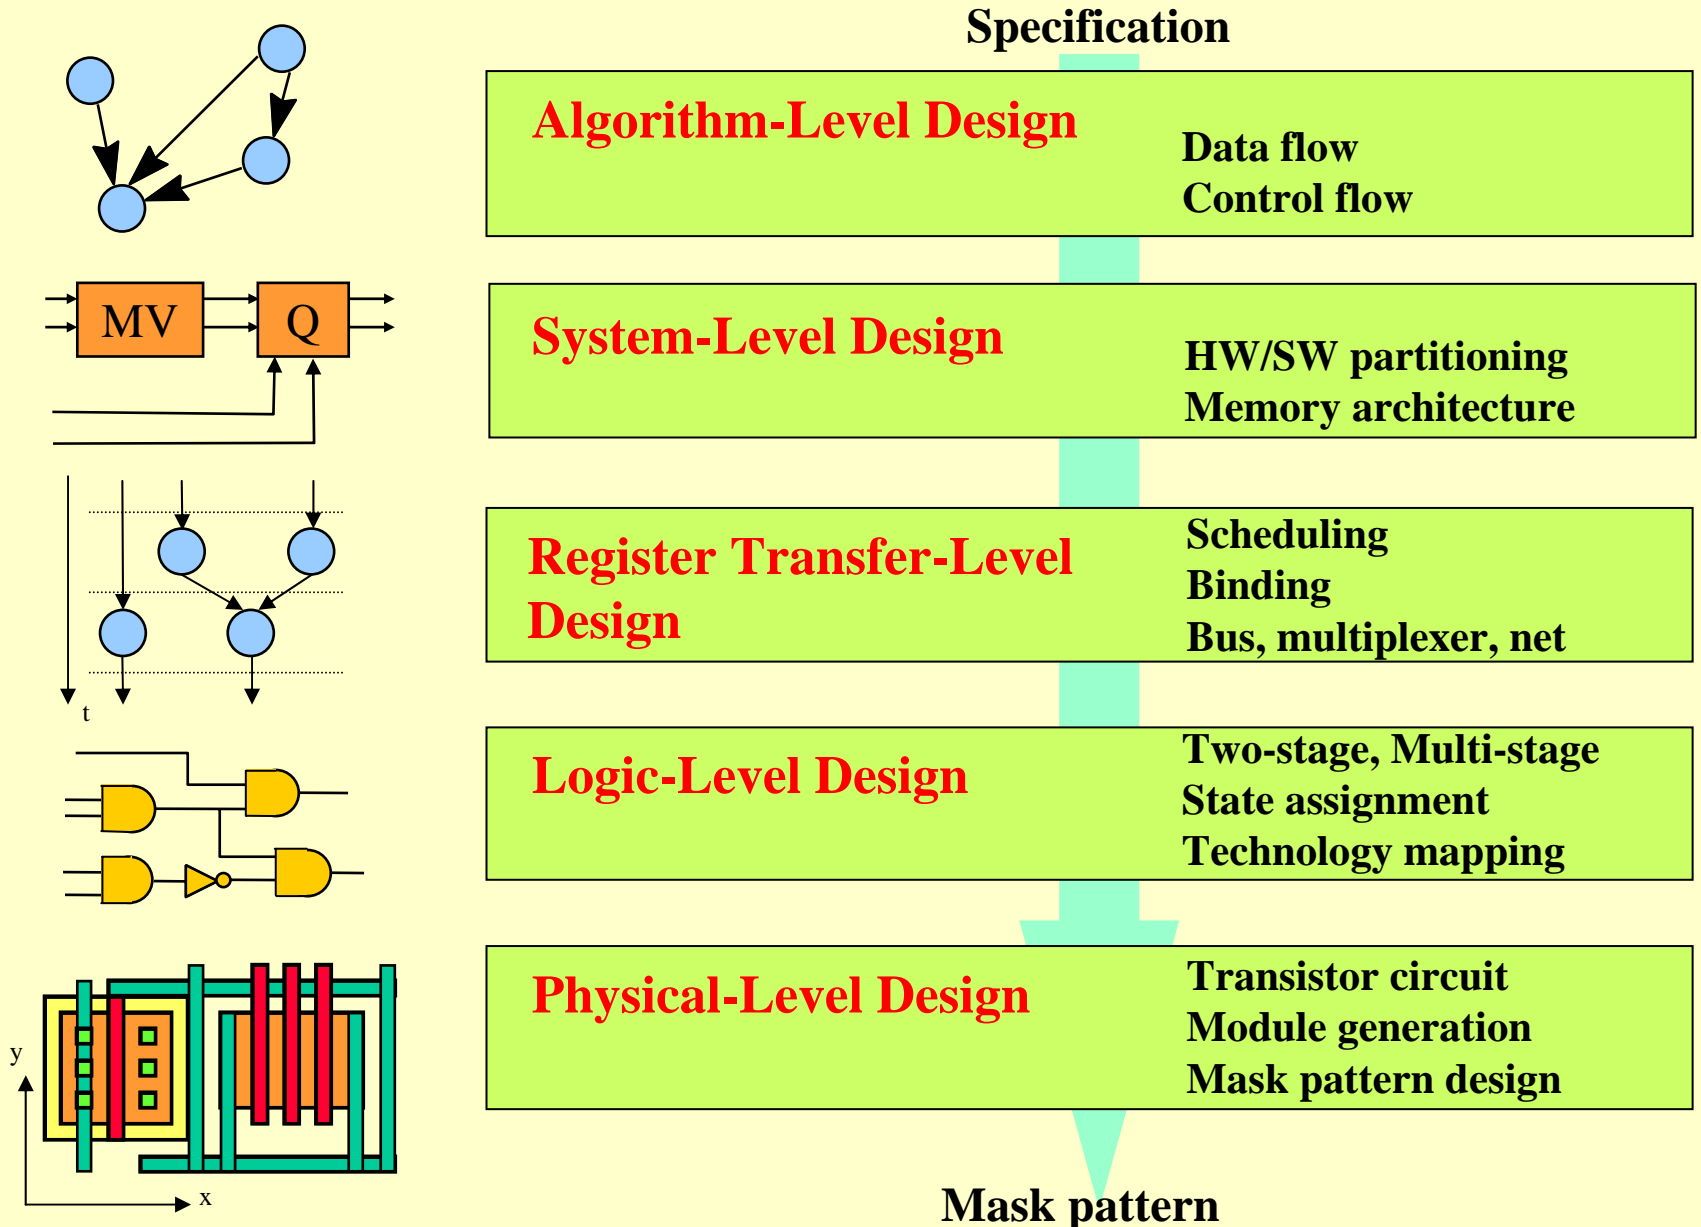 Specification
Algorithm-Level Design
Data flow
Control flow
MV
Q
System-Level Design
HW/SW partitioning
Memory architecture
t
Register Transfer-Level
Design
Scheduling
Binding
Bus, multiplexer, net
Logic-Level Design
Two-stage, Multi-stage
State assignment
Technology mapping
y
x
Physical-Level Design
Transistor circuit
Module generation
Mask pattern design
Mask pattern